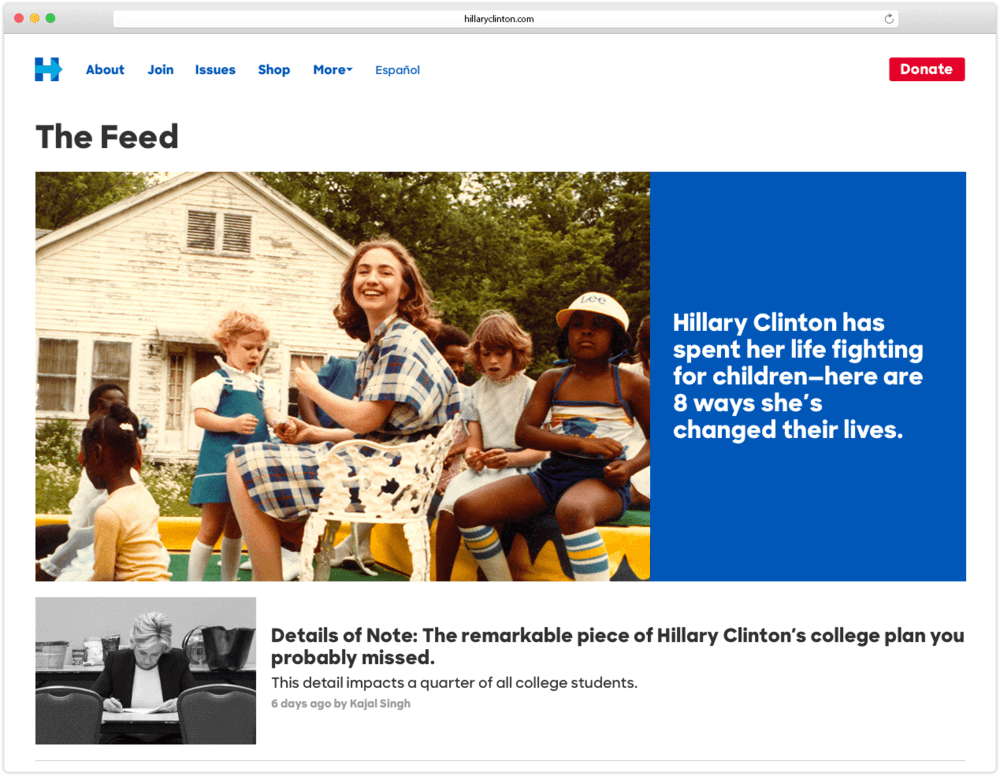 hillaryclinton.com
H
About Join Issues Shop More Español
Donate
The Feed
Lee
Hillary Clinton has
spent her life fighting
for children—here are
8 ways she's
changed their lives.
Details of Note: The remarkable piece of Hillary Clinton's college plan you
probably missed.
This detail impacts a quarter of all college students.
6 days ago by Kajal Singh